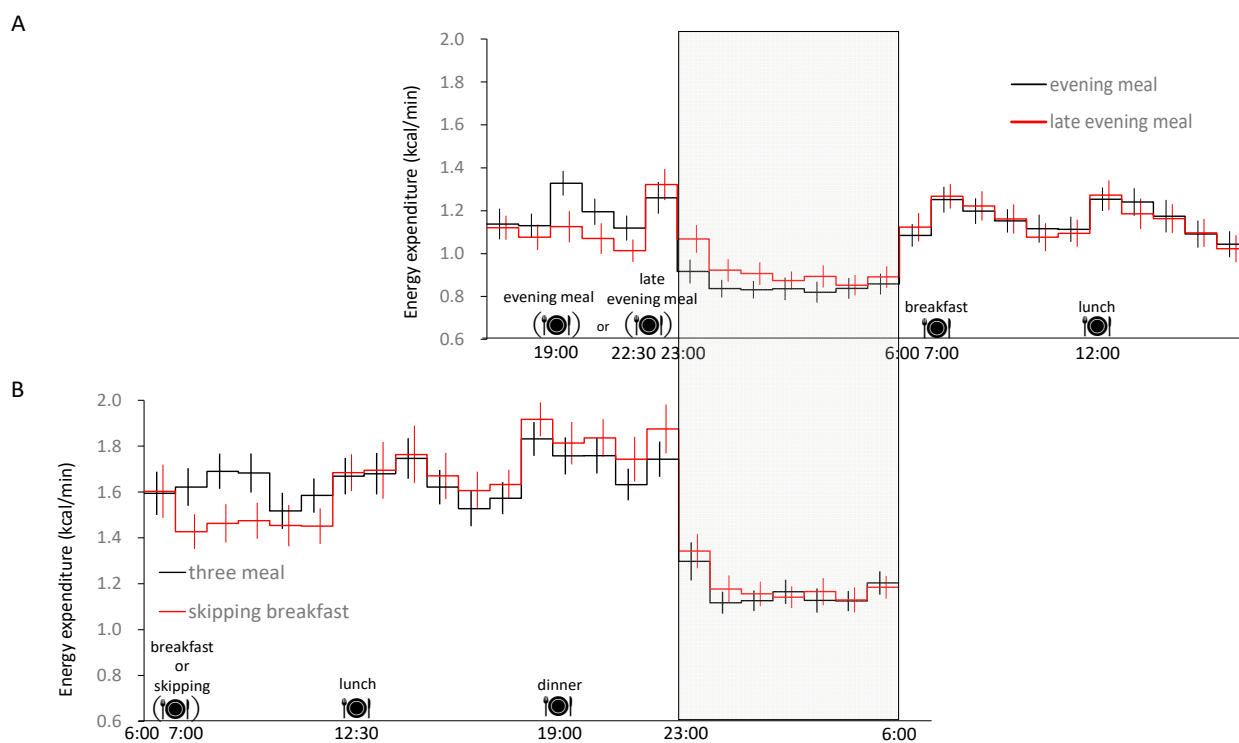 A
2.0
1.8
1.6
1.4
1.2
1.0
0.8
0.6
Energy expenditure (kcal/min)
evening meal
late evening meal
evening meal
or
late
evening meal
breakfast
lunch
19:00
22:30 23:00
6:00 7:00
12:00
B
2.0
1.8
1.6
1.4
1.2
1.0
0.8
0.6
Energy expenditure (kcal/min)
three meal
skipping breakfast
breakfast
or
skipping
lunch
dinner
6:00 7:00
12:30
19:00
23:00
6:00